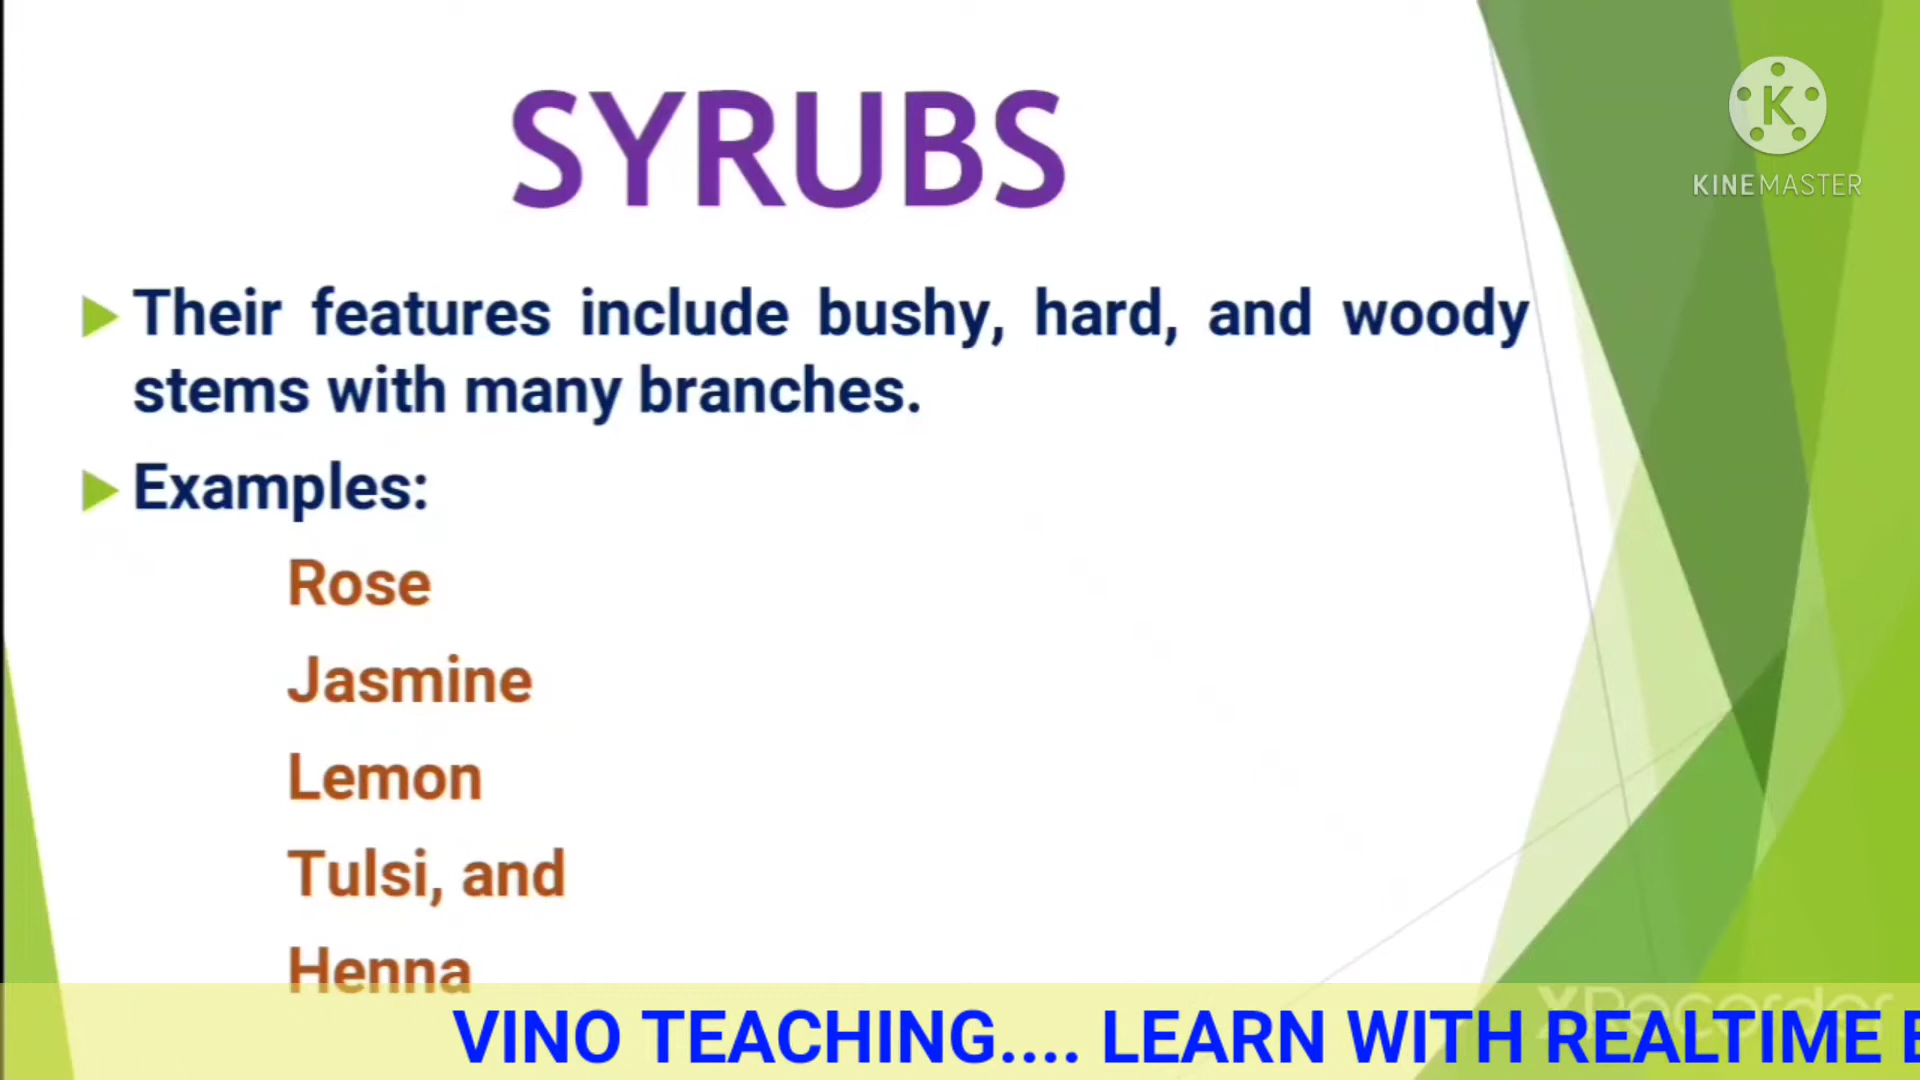 SYRUBS
K
KINEMASTER
Their features include bushy, hard, and woody
stems with many branches.
Examples:
Rose
Jasmine
Lemon
Tulsi, and
Henna
XRecorder
VINO TEACHING.... LEARN WITH REALTIME E